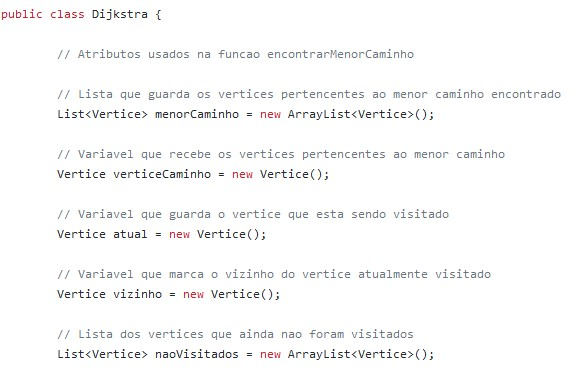 public class Dijkstra {
// Atributos usados na funcao encontrarMenorCaminho
// Lista que guarda os vertices pertencentes ao menor caminho encontrado
List<Vertice> menorCaminho = new ArrayList<Vertice>();
// Variavel que recebe os vertices pertencentes ao menor caminho
Vertice verticeCaminho = new Vertice();
// Variavel que guarda o vertice que esta sendo visitado
Vertice atual = new Vertice();
// Variavel que marca o vizinho do vertice atualmente visitado
Vertice vizinho = new Vertice();
// Lista dos vertices que ainda nao foram visitados
List<Vertice> naoVisitados = new ArrayList<Vertice>();